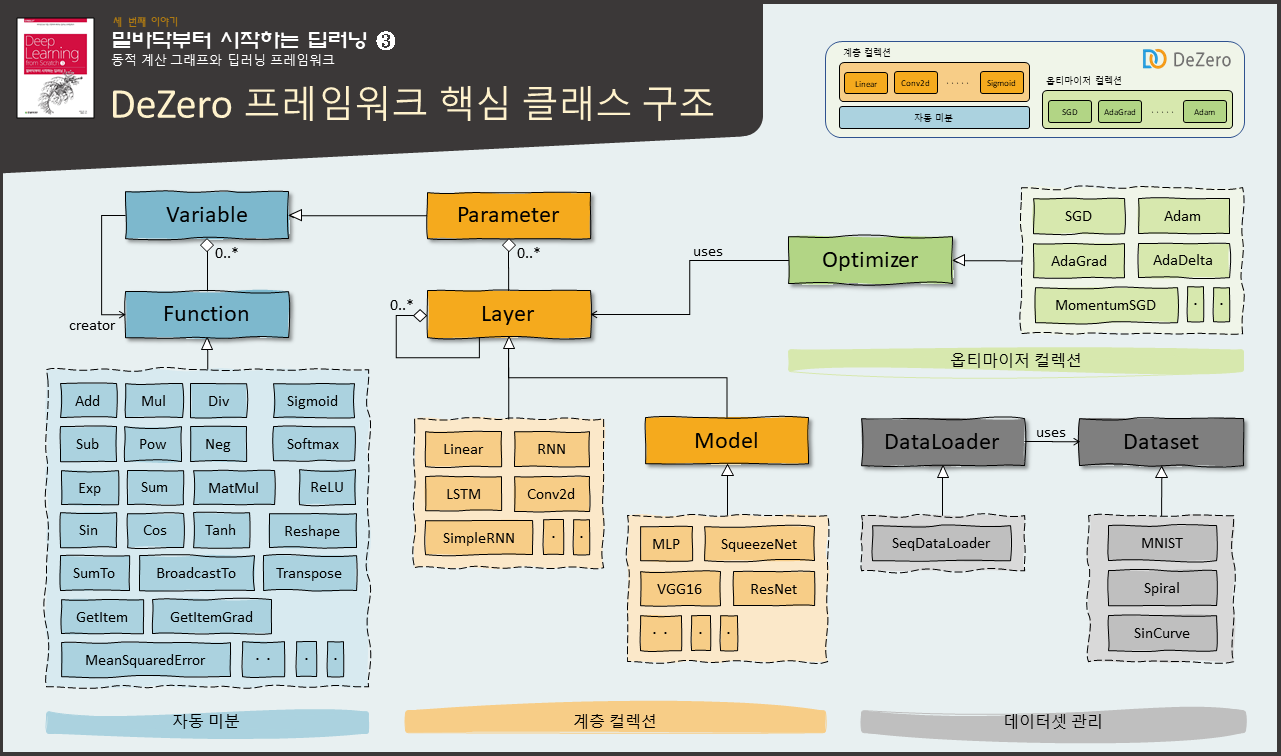 세 번째 이야기
밑바닥부터 시작하는 딥러닝 ❸
동적 계산 그래프와 딥러닝 프레임워크
DeZero 프레임워크 핵심 클래스 구조
Deep
Learning
from Scratch
계층 컬렉션
DeZero
Linear
Conv2d
· · · · ·
Sigmoid
자동 미분
옵티마이저 컬렉션
SGD
AdaGrad
· · · · ·
Adam
Variable
Parameter
0..*
0..*
Function
creator
Layer
0..*
uses
Optimizer
SGD
Adam
AdaGrad
AdaDelta
MomentumSGD
·
·
옵티마이저 컬렉션
Add
Mul
Div
Sigmoid
Sub
Pow
Neg
Softmax
Exp
Sum
MatMul
ReLU
Sin
Cos
Tanh
Reshape
SumTo
BroadcastTo
Transpose
GetItem
GetItemGrad
MeanSquaredError
· ·
·
·
자동 미분
Linear
RNN
LSTM
Conv2d
SimpleRNN
·
·
Model
MLP
SqueezeNet
VGG16
ResNet
· ·
·
·
계층 컬렉션
DataLoader
uses
Dataset
SeqDataLoader
MNIST
Spiral
SinCurve
데이터셋 관리